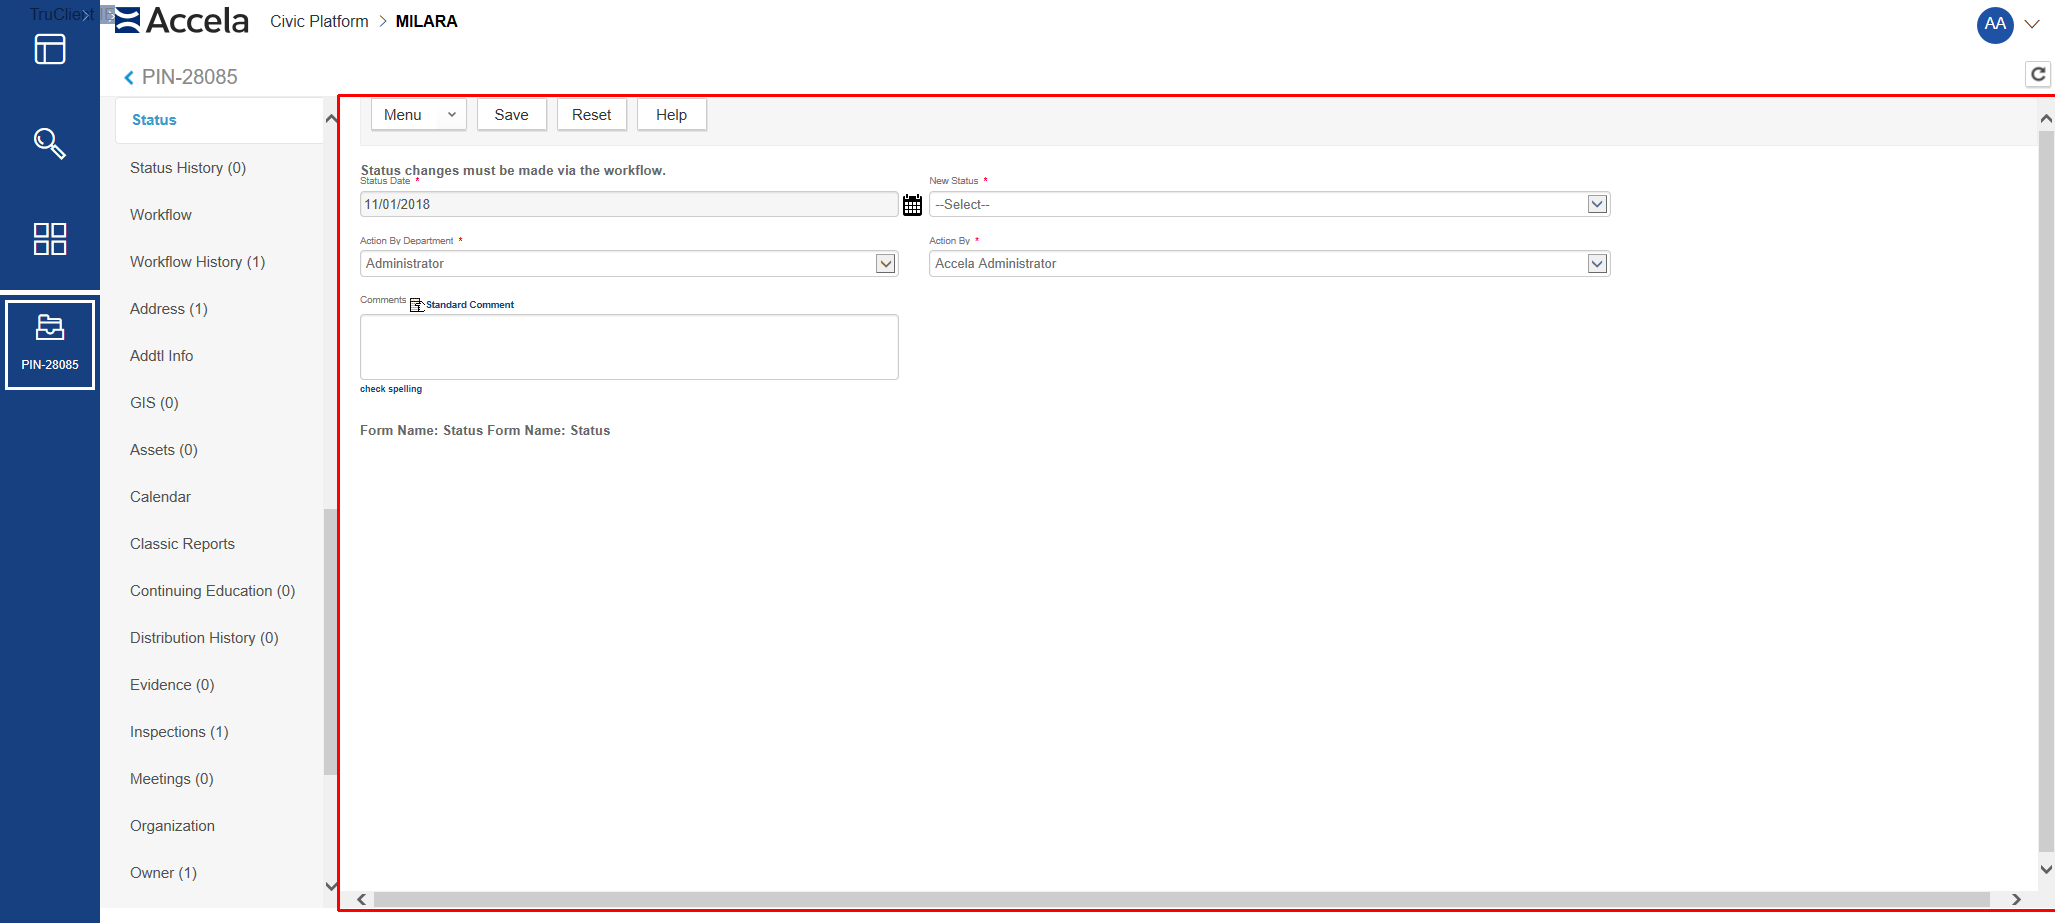 TruClient
Accela
Civic Platform > MILARA
AA
PIN-28085
Status
Status History (0)
Workflow
Workflow History (1)
Address (1)
Addtl Info
GIS (0)
Assets (0)
Calendar
Classic Reports
Continuing Education (0)
Distribution History (0)
Evidence (0)
Inspections (1)
Meetings (0)
Organization
Owner (1)
PIN-28085
Menu Save Reset Help
Status changes must be made via the workflow.
Status Date * New Status *
11/01/2018 --Select--
Action By Department * Action By *
Administrator Accela Administrator
Comments Standard Comment
check spelling
Form Name: Status Form Name: Status